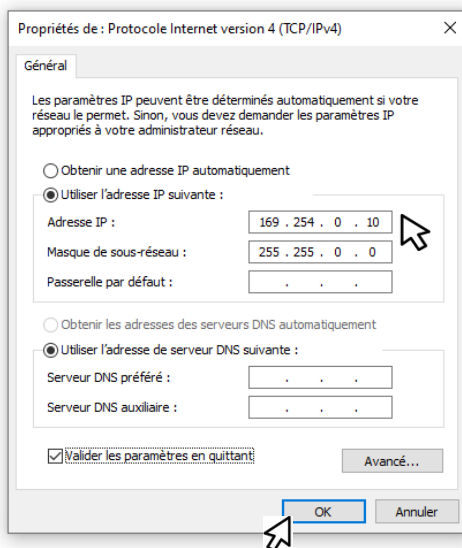 Propriétés de : Protocole Internet version 4 (TCP/IPv4)
Général
Les paramètres IP peuvent être déterminés automatiquement si votre
réseau le permet. Sinon, vous devez demander les paramètres IP
appropriés à votre administrateur réseau.
Obtenir une adresse IP automatiquement
Utiliser l'adresse IP suivante :
Adresse IP : 169 . 254 . 0 . 10
Masque de sous-réseau : 255 . 255 . 0 . 0
Passerelle par défaut : . . .
Obtenir les adresses des serveurs DNS automatiquement
Utiliser l'adresse de serveur DNS suivante :
Serveur DNS préféré : . . .
Serveur DNS auxiliaire : . . .
Valider les paramètres en quittant
Avancé...
OK Annuler